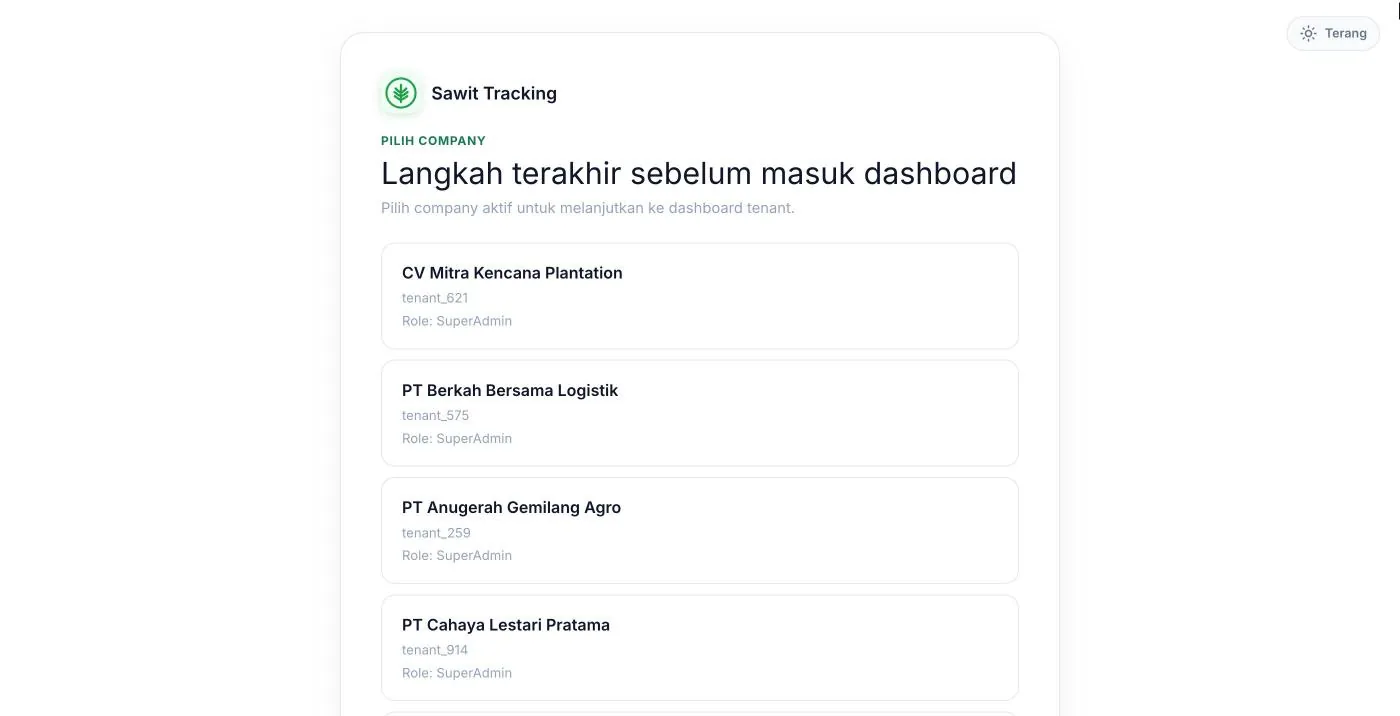 Terang
Sawit Tracking
PILIH COMPANY
Langkah terakhir sebelum masuk dashboard
Pilih company aktif untuk melanjutkan ke dashboard tenant.
CV Mitra Kencana Plantation
tenant_621
Role: SuperAdmin
PT Berkah Bersama Logistik
tenant_575
Role: SuperAdmin
PT Anugerah Gemilang Agro
tenant_259
Role: SuperAdmin
PT Cahaya Lestari Pratama
tenant_914
Role: SuperAdmin